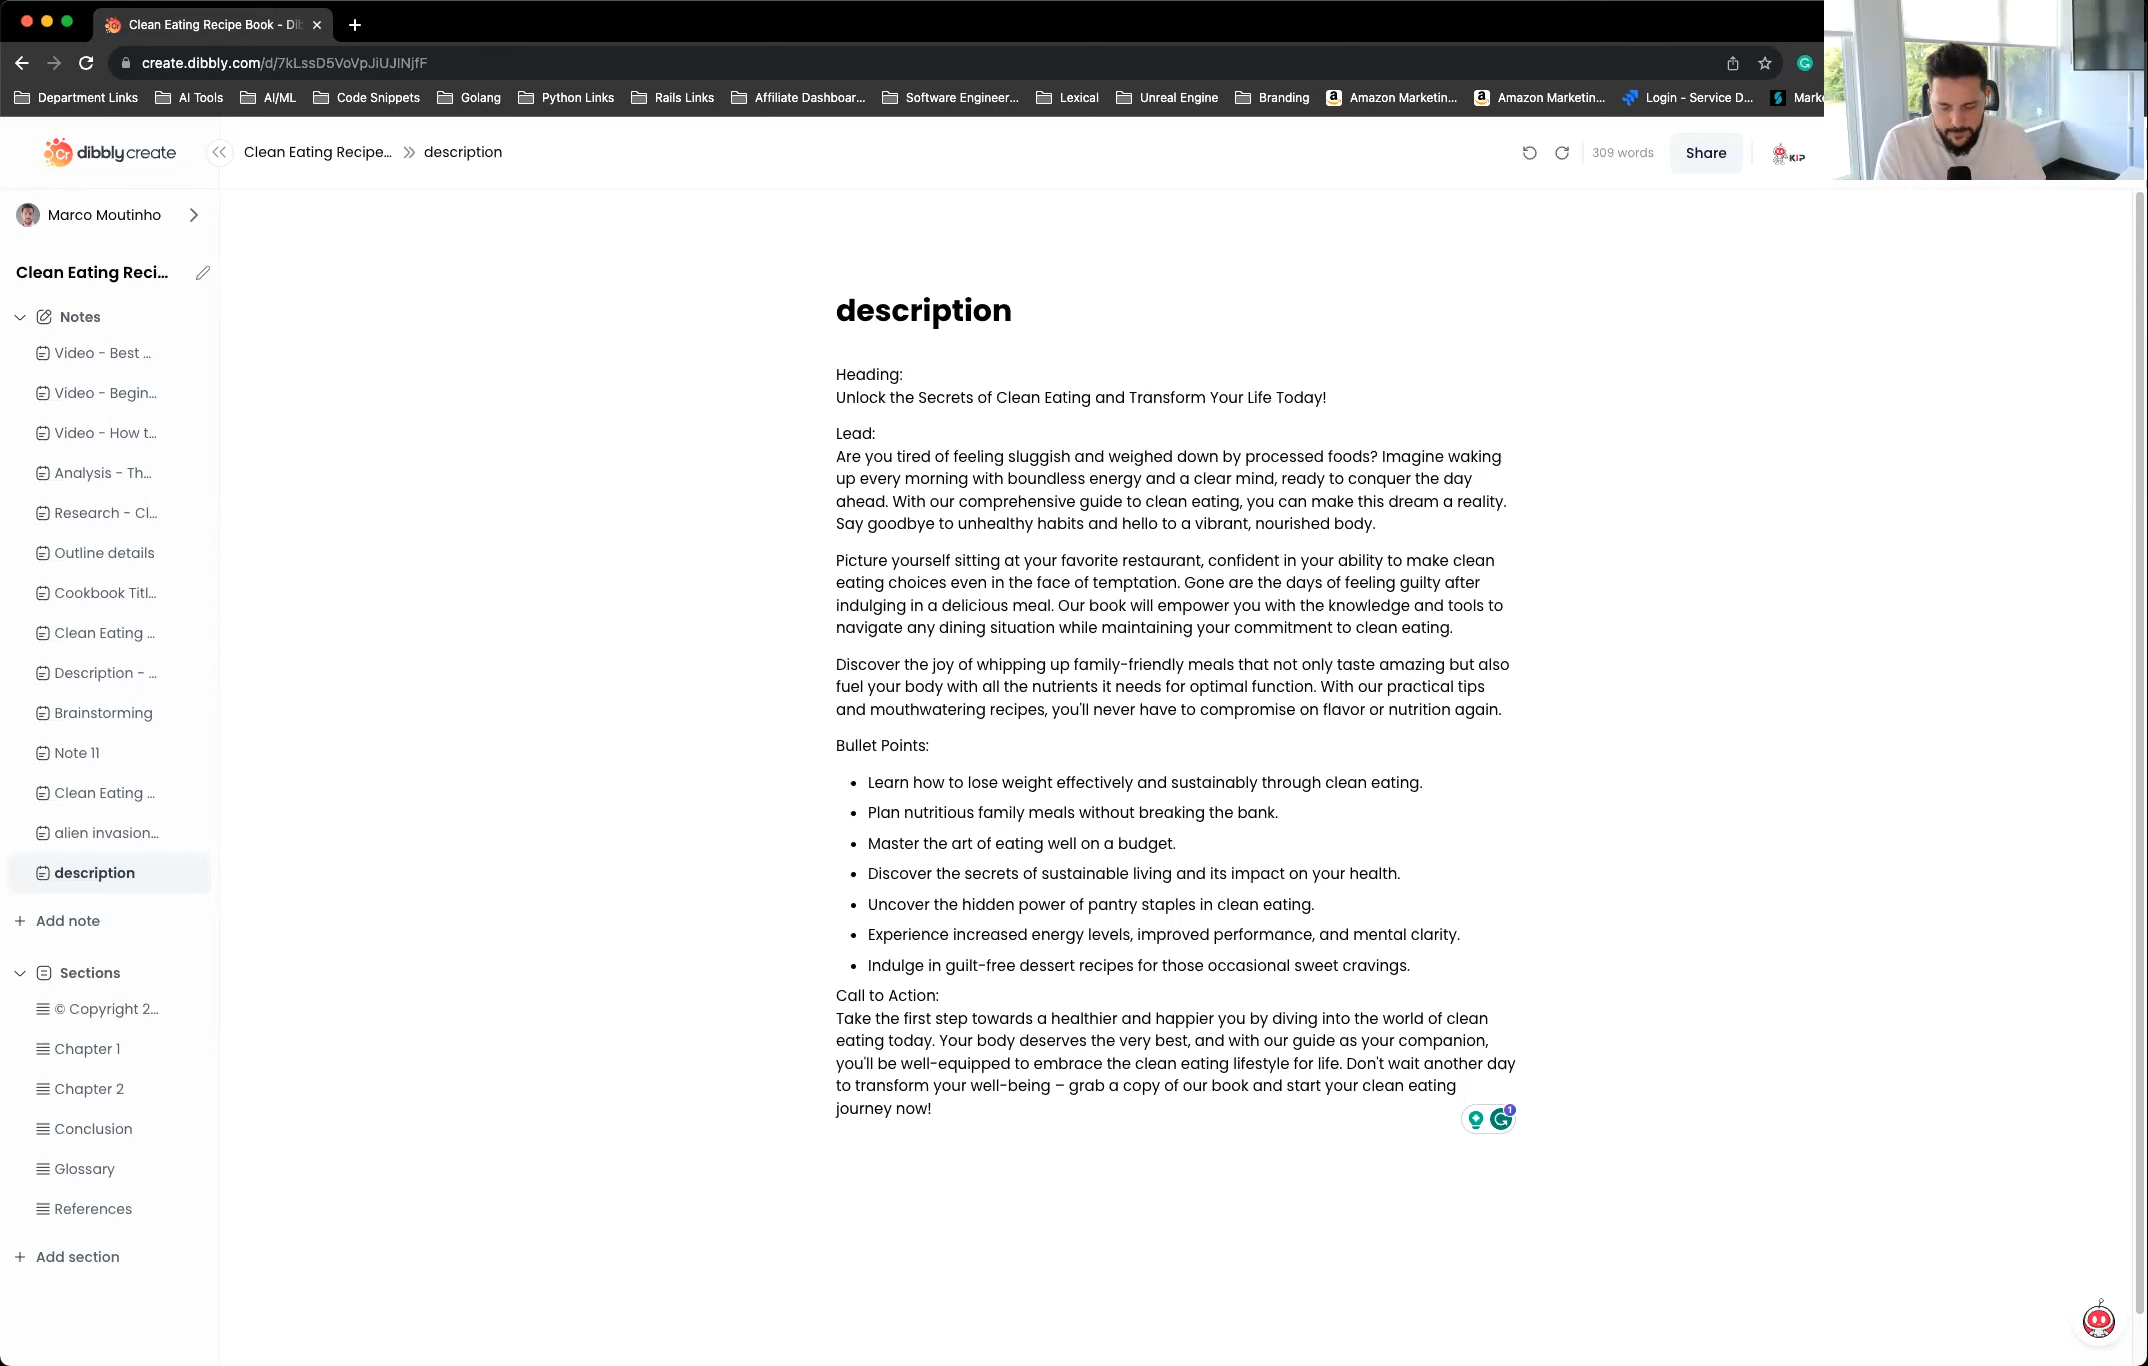 Clean Eating Recipe Book - Dib
create.dibbly.com/d/7kLssD5VoVpJiUJlNjfF
Department Links
AI Tools
AI/ML
Code Snippets
Golang
Python Links
Rails Links
Affiliate Dashboar...
Software Engineer...
Lexical
Unreal Engine
Branding
Amazon Marketin...
Amazon Marketin...
Login - Service D...
Mark
Cr dibblycreate
Clean Eating Recipe...
description
309 words
Share
KIP
Marco Moutinho
Clean Eating Reci...
Notes
Video - Best ...
Video - Begin...
Video - How t...
Analysis - Th...
Research - Cl...
Outline details
Cookbook Titl...
Clean Eating ...
Description - ...
Brainstorming
Note 11
Clean Eating ...
alien invasion...
description
+ Add note
Sections
© Copyright 2...
Chapter 1
Chapter 2
Conclusion
Glossary
References
+ Add section
description
Heading:
Unlock the Secrets of Clean Eating and Transform Your Life Today!
Lead:
Are you tired of feeling sluggish and weighed down by processed foods? Imagine waking
up every morning with boundless energy and a clear mind, ready to conquer the day
ahead. With our comprehensive guide to clean eating, you can make this dream a reality.
Say goodbye to unhealthy habits and hello to a vibrant, nourished body.
Picture yourself sitting at your favorite restaurant, confident in your ability to make clean
eating choices even in the face of temptation. Gone are the days of feeling guilty after
indulging in a delicious meal. Our book will empower you with the knowledge and tools to
navigate any dining situation while maintaining your commitment to clean eating.
Discover the joy of whipping up family-friendly meals that not only taste amazing but also
fuel your body with all the nutrients it needs for optimal function. With our practical tips
and mouthwatering recipes, you'll never have to compromise on flavor or nutrition again.
Bullet Points:
• Learn how to lose weight effectively and sustainably through clean eating.
• Plan nutritious family meals without breaking the bank.
• Master the art of eating well on a budget.
• Discover the secrets of sustainable living and its impact on your health.
• Uncover the hidden power of pantry staples in clean eating.
• Experience increased energy levels, improved performance, and mental clarity.
• Indulge in guilt-free dessert recipes for those occasional sweet cravings.
Call to Action:
Take the first step towards a healthier and happier you by diving into the world of clean
eating today. Your body deserves the very best, and with our guide as your companion,
you'll be well-equipped to embrace the clean eating lifestyle for life. Don't wait another day
to transform your well-being – grab a copy of our book and start your clean eating
journey now!
1